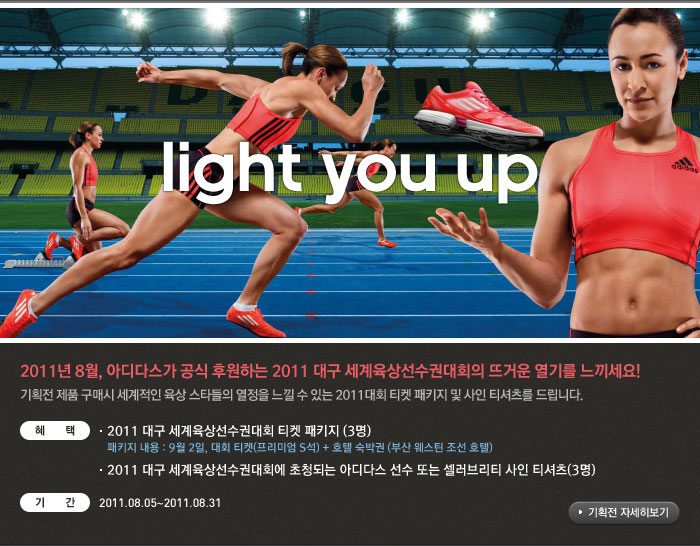 DAEGU
light you up
adidas
2011년 8월, 아디다스가 공식 후원하는 2011 대구 세계육상선수권대회의 뜨거운 열기를 느끼세요!
기획전 제품 구매시 세계적인 육상 스타들의 열정을 느낄 수 있는 2011대회 티켓 패키지 및 사인 티셔츠를 드립니다.
혜 택
· 2011 대구 세계육상선수권대회 티켓 패키지 (3명)
패키지 내용 : 9월 2일, 대회 티켓(프리미엄 S석) + 호텔 숙박권 (부산 웨스틴 조선 호텔)
· 2011 대구 세계육상선수권대회에 초청되는 아디다스 선수 또는 셀러브리티 사인 티셔츠(3명)
기 간
2011.08.05~2011.08.31
기획전 자세히보기